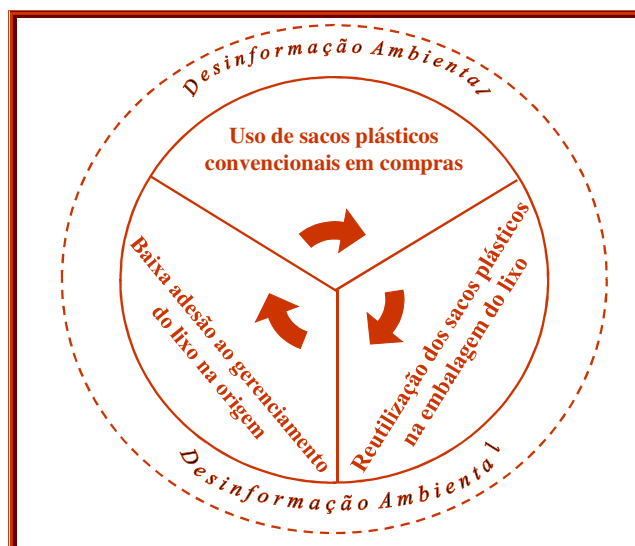 Desinformação Ambiental
Uso de sacos plásticos
convencionais em compras
Reutilização dos sacos plásticos
na embalagem do lixo
Baixa adesão ao gerenciamento
do lixo na origem
Desinformação Ambiental